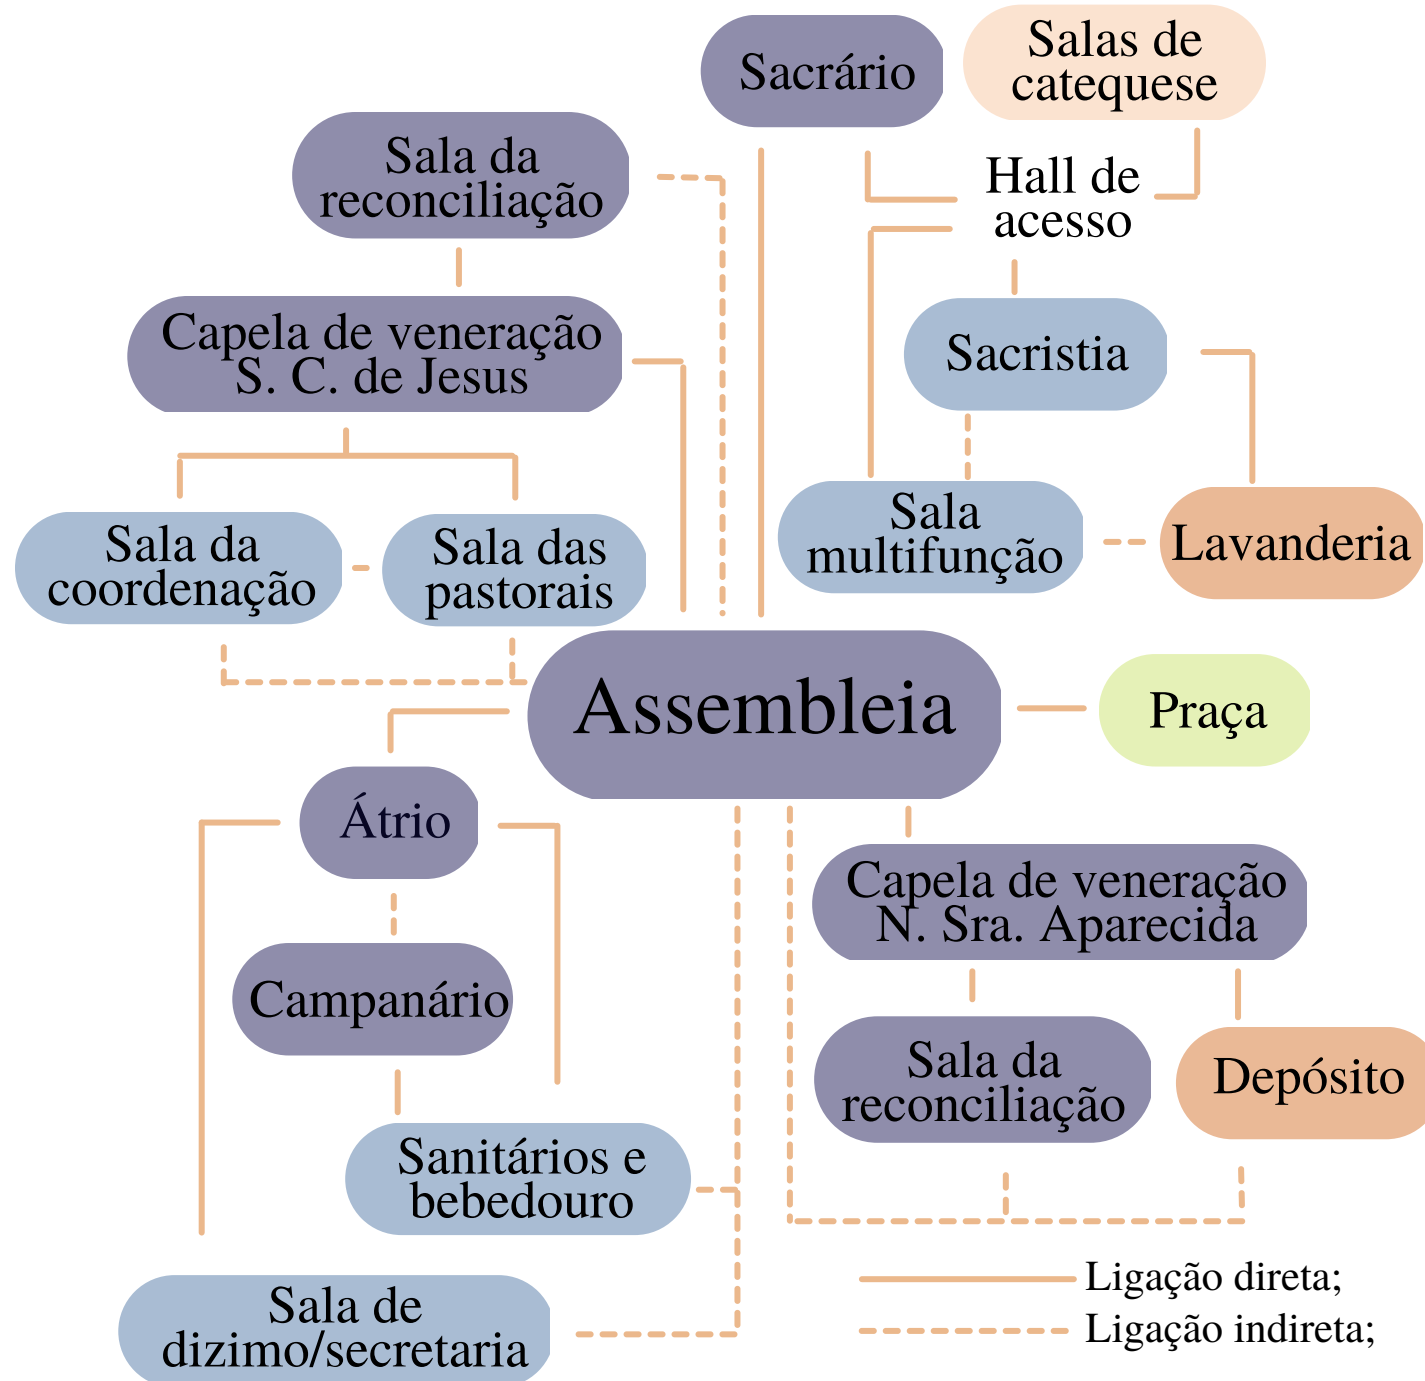 Sacrário
Salas de
catequese
Sala da
reconciliação
Hall de
acesso
Capela de veneração
S. C. de Jesus
Sacristia
Sala da
coordenação
Sala das
pastorais
Sala
multifunção
Lavanderia
Assembleia
Praça
Átrio
Capela de veneração
N. Sra. Aparecida
Campanário
Sala da
reconciliação
Depósito
Sanitários e
bebedouro
Sala de
dizimo/secretaria
Ligação direta;
Ligação indireta;